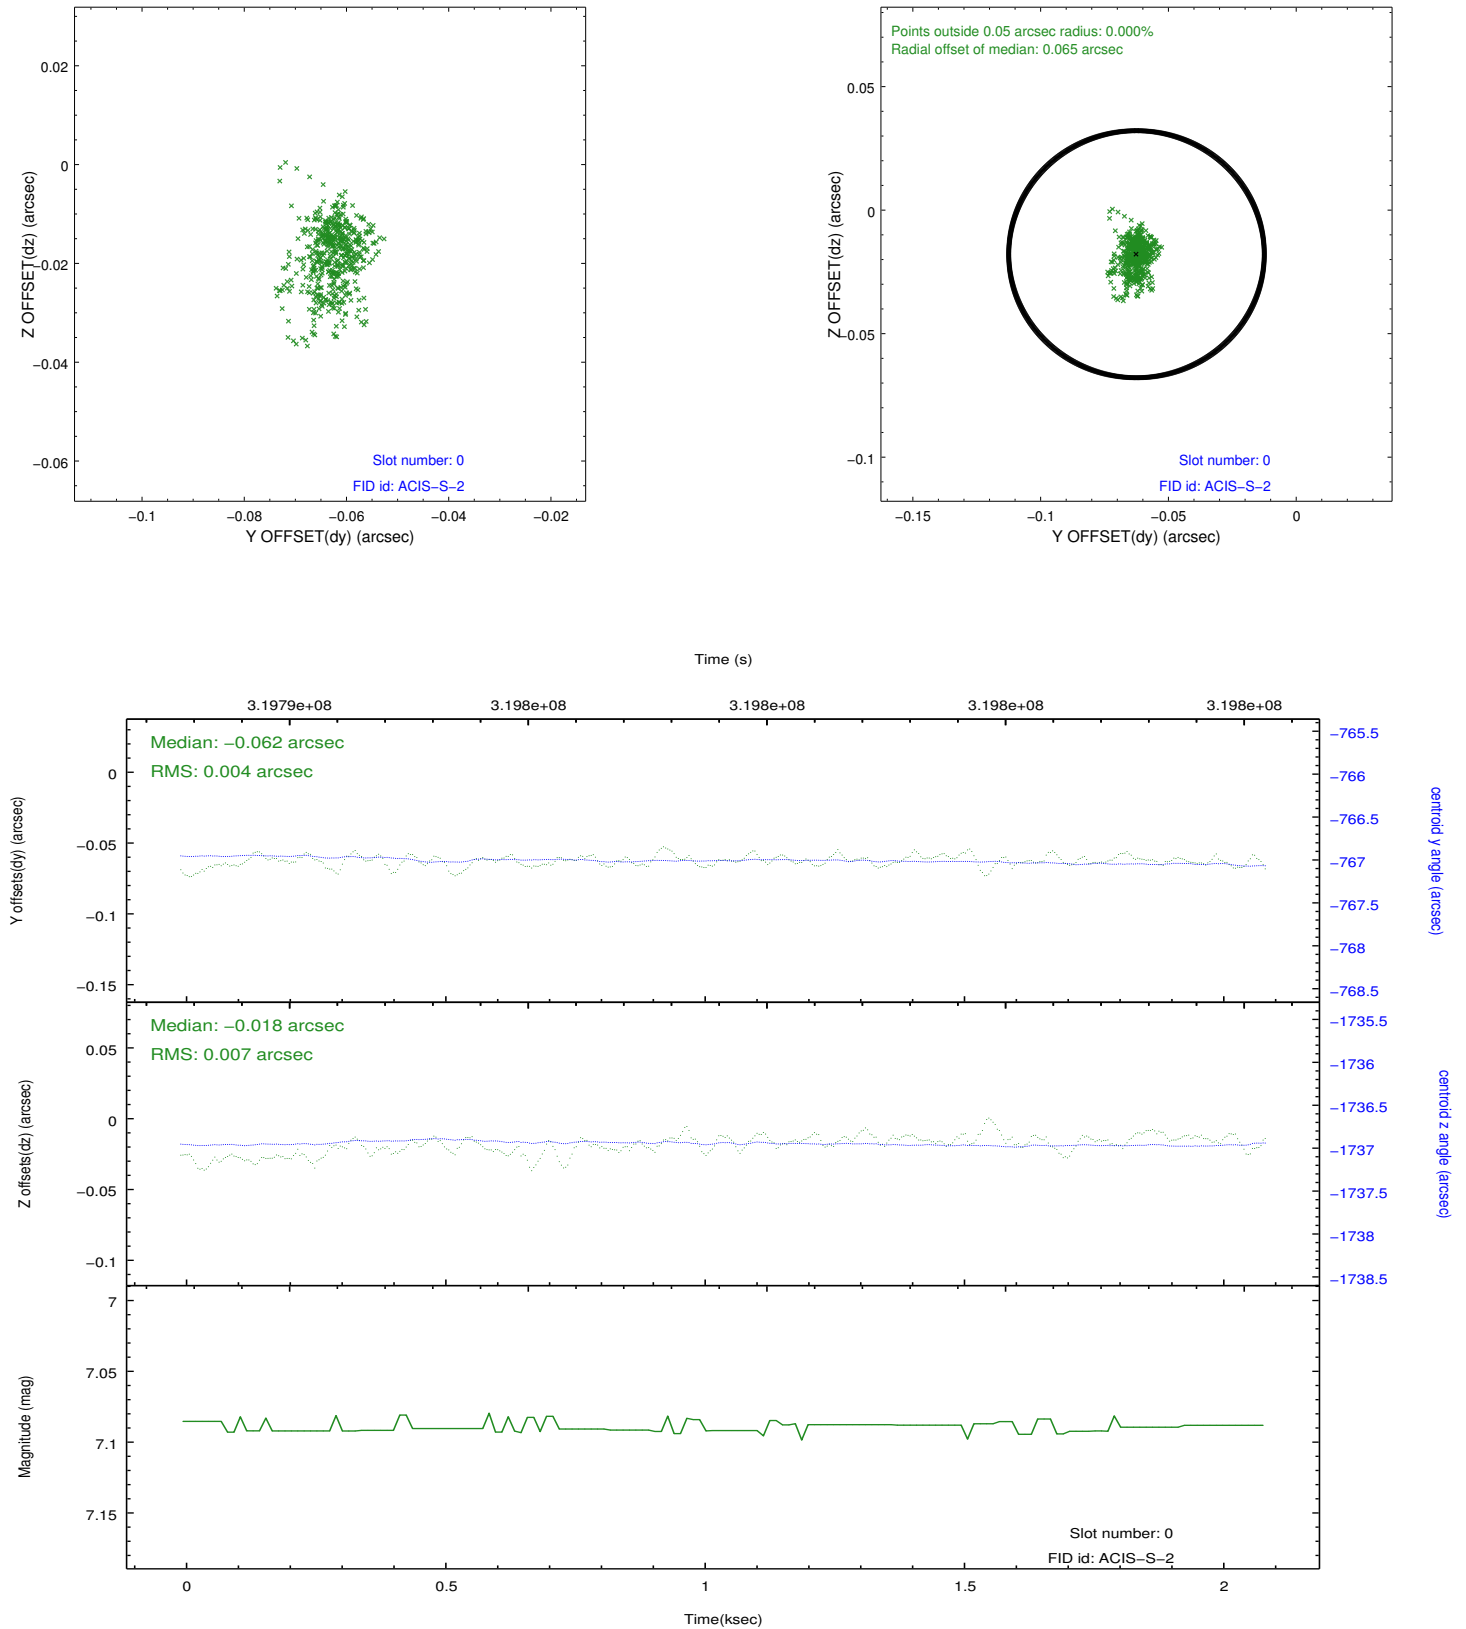 0.02
0
−0.02
−0.04
−0.06
Z OFFSET(dz) (arcsec)
Slot number: 0
FID id: ACIS−S−2
−0.1
−0.08
−0.06
−0.04
−0.02
Y OFFSET(dy) (arcsec)
Points outside 0.05 arcsec radius: 0.000%
Radial offset of median: 0.065 arcsec
0.05
0
−0.05
−0.1
Z OFFSET(dz) (arcsec)
Slot number: 0
FID id: ACIS−S−2
−0.15
−0.1
−0.05
0
Y OFFSET(dy) (arcsec)
Time (s)
3.1979e+08
3.198e+08
3.198e+08
3.198e+08
3.198e+08
Median: −0.062 arcsec
RMS: 0.004 arcsec
0
−0.05
−0.1
−0.15
Y offsets(dy) (arcsec)
−765.5
−766
−766.5
−767
−767.5
−768
−768.5
centroid y angle (arcsec)
Median: −0.018 arcsec
RMS: 0.007 arcsec
0.05
0
−0.05
−0.1
Z offsets(dz) (arcsec)
−1735.5
−1736
−1736.5
−1737
−1737.5
−1738
−1738.5
centroid z angle (arcsec)
7
7.05
7.1
7.15
Magnitude (mag)
Slot number: 0
FID id: ACIS−S−2
0
0.5
1
1.5
2
Time(ksec)